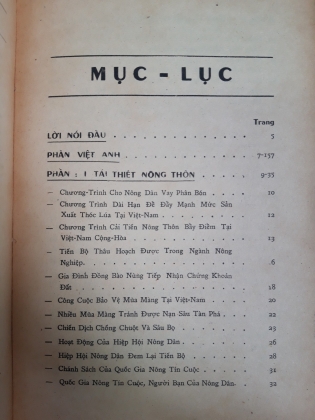 MỤC - LỤC
Trang
LỜI NÓI ĐẦU . . . . . . . . . . . . 5
PHẦN VIỆT ANH . . . . . . . . . . . 7-157
PHẦN : I TÁI THIẾT NÔNG THÔN . . . . . 9-35
— Chương-Trình Cho Nông Dân Vay Phân Bón . . 10
— Chương Trình Dài Hạn Để Đẩy Mạnh Mức Sản
Xuất Thóc Lúa Tại Việt-Nam . . . . . . . 12
— Chương Trình Cải Tiến Nông Thôn Bẩy Điểm Tại
Việt-Nam Cộng-Hòa . . . . . . . . 13
— Tiến Bộ Thâu Hoạch Được Trong Ngành Nông
Nghiệp. . . . . . . . . . . . 6
— Gia Đình Đồng Bào Nùng Tiếp Nhận Chứng Khoán
Đất . . . . . . . . . . . . 18
— Công Cuộc Bảo Vệ Mùa Màng Tại Việt-Nam . . 20
— Nhiều Mùa Màng Tránh Được Nạn Sâu Tàn Phá . . 22
— Chiến Dịch Chống Chuột Và Sâu Bọ . . . . 23
— Hoạt Động Của Hiệp Hội Nông Dân . . . . 26
— Hiệp Hội Nông Dân Đem Lại Tiến Bộ . . . . 28
— Chánh Sách Của Quốc Gia Nông Tín Cuộc . . . 32
— Quốc Gia Nông Tín Cuộc, Người Bạn Của Nông Dân. . 32